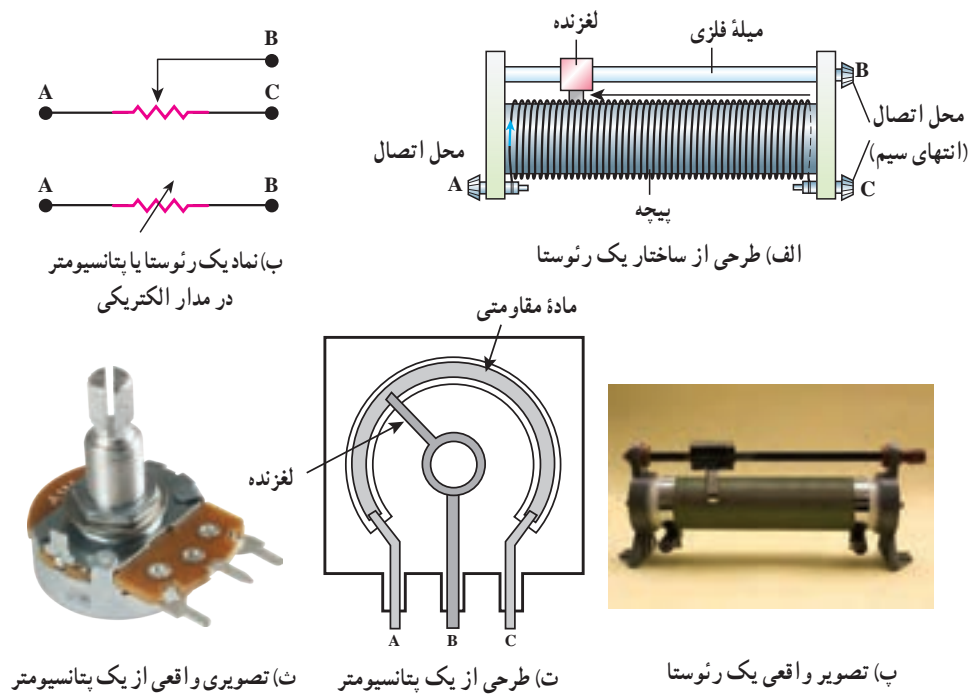 لغزنده
میلهٔ فلزی
B
محل اتصال
(انتهای سیم)
C
محل اتصال
A
پیچه
الف) طرحی از ساختار یک رئوستا
B
A
C
A
B
ب) نماد یک رئوستا یا پتانسیومتر
در مدار الکتریکی
پ) تصویر واقعی یک رئوستا
مادهٔ مقاومتی
لغزنده
A B C
ت) طرحی از یک پتانسیومتر
ث) تصویری واقعی از یک پتانسیومتر